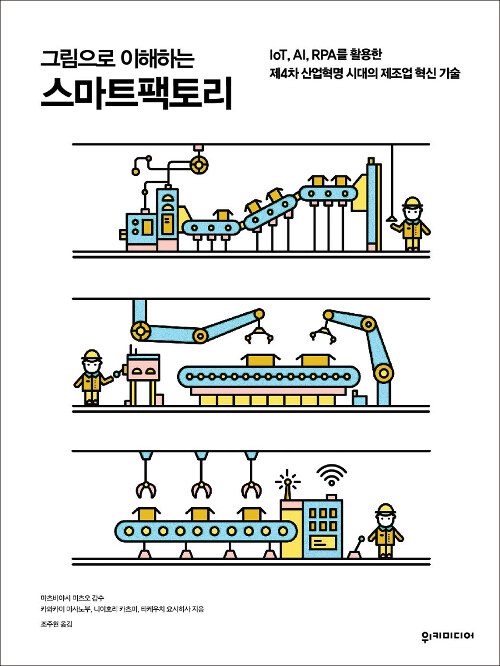 그림으로 이해하는
스마트팩토리
IoT, AI, RPA를 활용한
제4차 산업혁명 시대의 제조업 혁신 기술
마츠바야시 미츠오 감수
카와카미 마사노부, 니이호리 카츠미, 타케우치 요시히사 지음
조주원 옮김
위키미디어